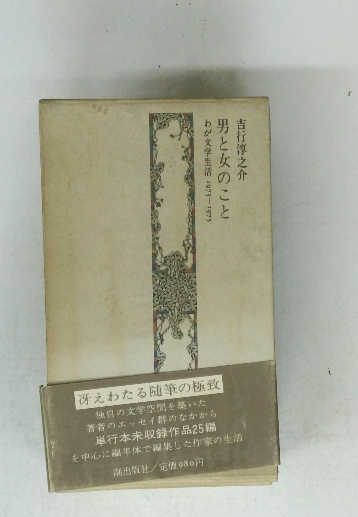 吉行淳之介
男と女のこと
わが文学生活 1973—1975
冴えわたる随筆の極致
独自の文学空間を築いた
著者のエッセイ群のなかから
単行本未収録作品25編
を中心に編年体で編集した作家の生活
潮出版社/定価980円